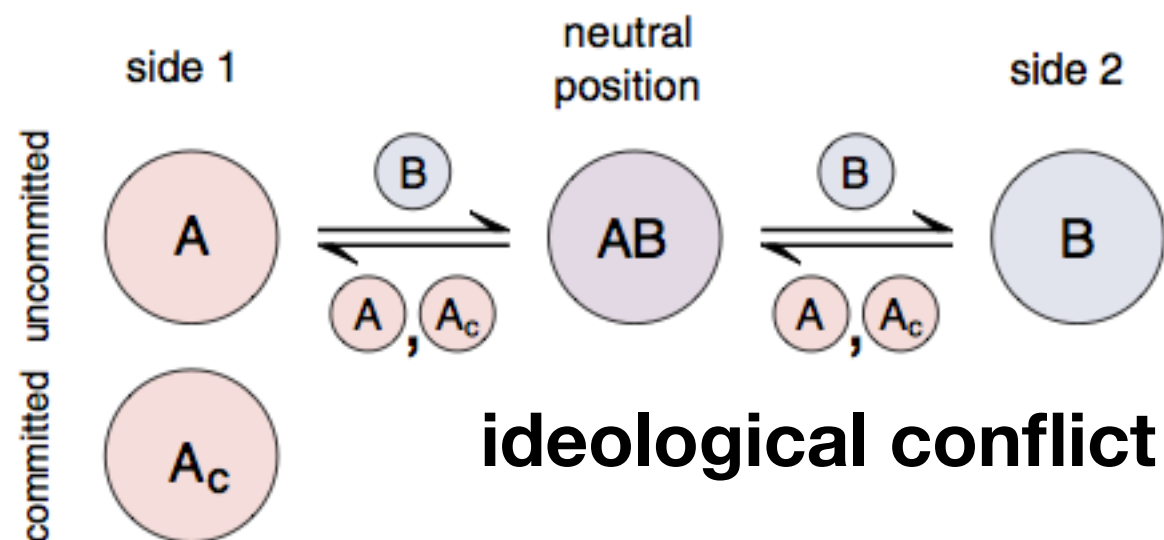 side 1
neutral
position
side 2
uncommitted
A
B
A , Ac
AB
B
A , Ac
B
committed
Ac
ideological conflict